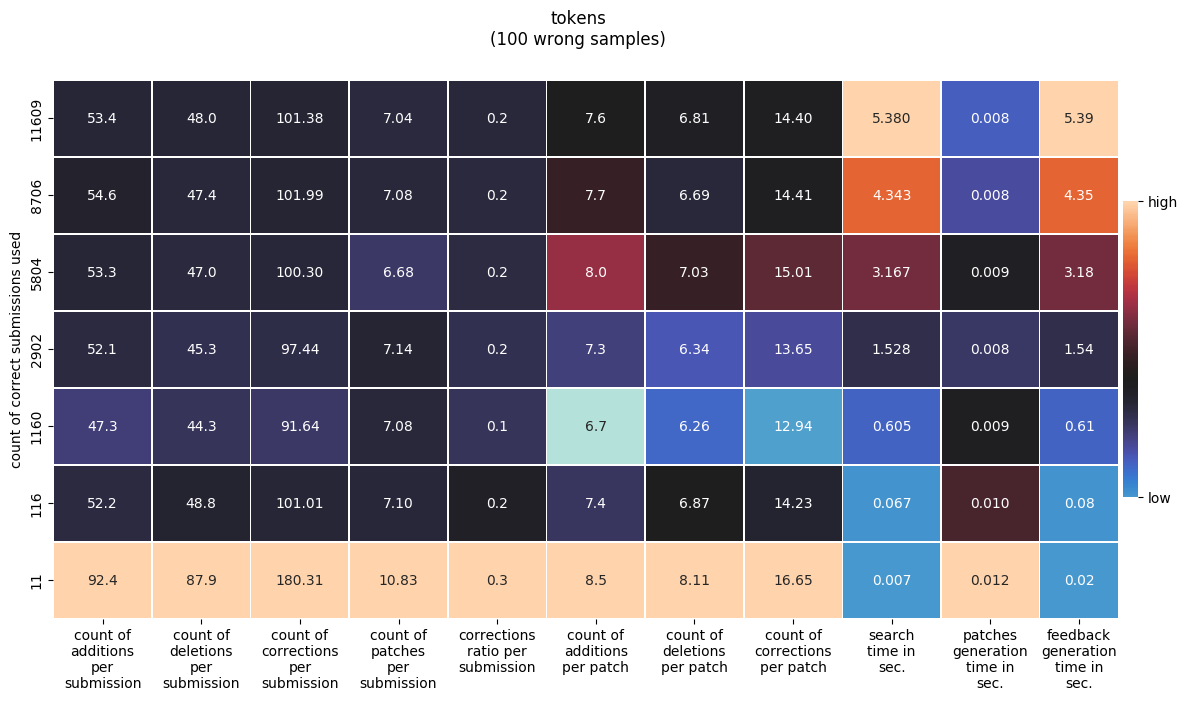 tokens
(100 wrong samples)
count of correct submissions used
11609 53.4 48.0 101.38 7.04 0.2 7.6 6.81 14.40 5.380 0.008 5.39
8706 54.6 47.4 101.99 7.08 0.2 7.7 6.69 14.41 4.343 0.008 4.35
5804 53.3 47.0 100.30 6.68 0.2 8.0 7.03 15.01 3.167 0.009 3.18
2902 52.1 45.3 97.44 7.14 0.2 7.3 6.34 13.65 1.528 0.008 1.54
1160 47.3 44.3 91.64 7.08 0.1 6.7 6.26 12.94 0.605 0.009 0.61
116 52.2 48.8 101.01 7.10 0.2 7.4 6.87 14.23 0.067 0.010 0.08
11 92.4 87.9 180.31 10.83 0.3 8.5 8.11 16.65 0.007 0.012 0.02
count of
additions
per
submission
count of
deletions
per
submission
count of
corrections
per
submission
count of
patches
per
submission
corrections
ratio per
submission
count of
additions
per patch
count of
deletions
per patch
count of
corrections
per patch
search
time in
sec.
patches
generation
time in
sec.
feedback
generation
time in
sec.
high
low